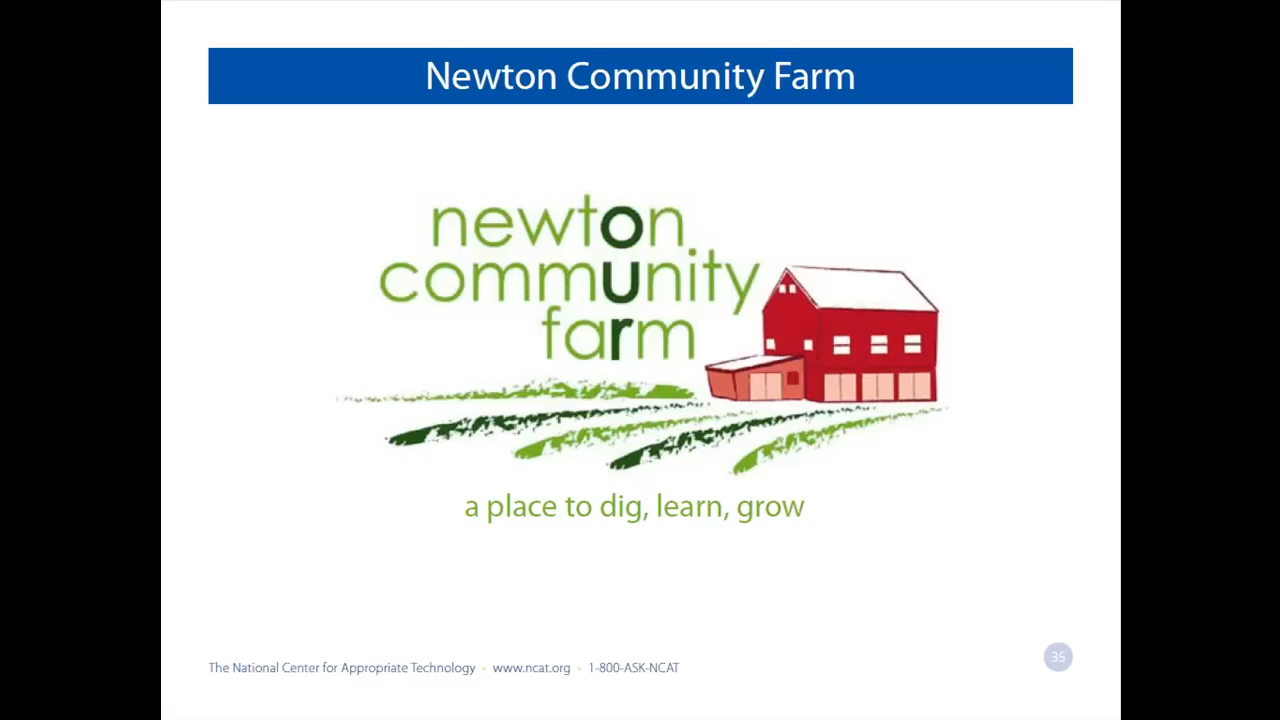 Newton Community Farm
newton
community
farm
a place to dig, learn, grow
The National Center for Appropriate Technology • www.ncat.org • 1-800-ASK-NCAT
35